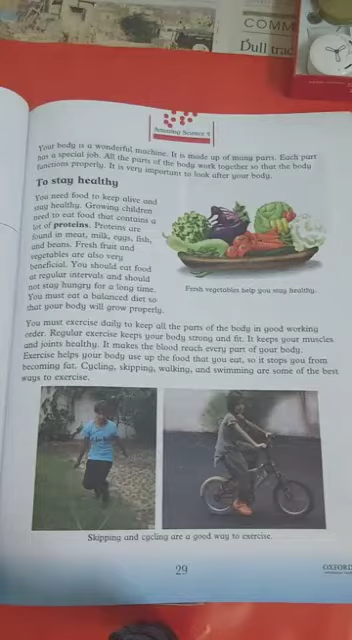 COMM
Dull trac
Amazing Science 4
Your body is a wonderful machine. It is made up of many parts. Each part
has a special job. All the parts of the body work together so that the body
functions properly. It is very important to look after your body.
To stay healthy
You need food to keep alive and
stay healthy. Growing children
need to eat food that contains a
lot of proteins. Proteins are
found in meat, milk, eggs, fish,
and beans. Fresh fruit and
vegetables are also very
beneficial. You should eat food
at regular intervals and should
not stay hungry for a long time.
You must eat a balanced diet so
that your body will grow properly.
Fresh vegetables help you stay healthy.
You must exercise daily to keep all the parts of the body in good working
order. Regular exercise keeps your body strong and fit. It keeps your muscles
and joints healthy. It makes the blood reach every part of your body.
Exercise helps your body use up the food that you eat, so it stops you from
becoming fat. Cycling, skipping, walking, and swimming are some of the best
ways to exercise.
Skipping and cycling are a good way to exercise.
29
OXFORD